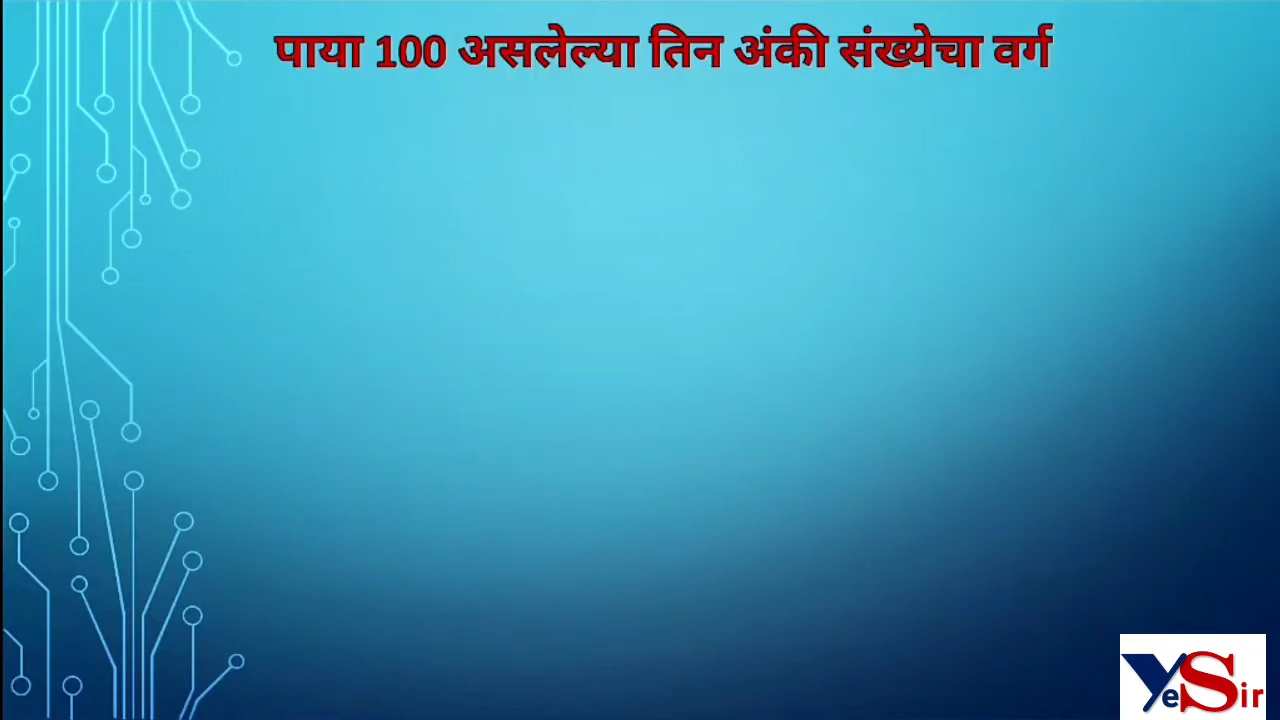 पाया 100 असलेल्या तिन अंकी संख्येचा वर्ग
YeSir